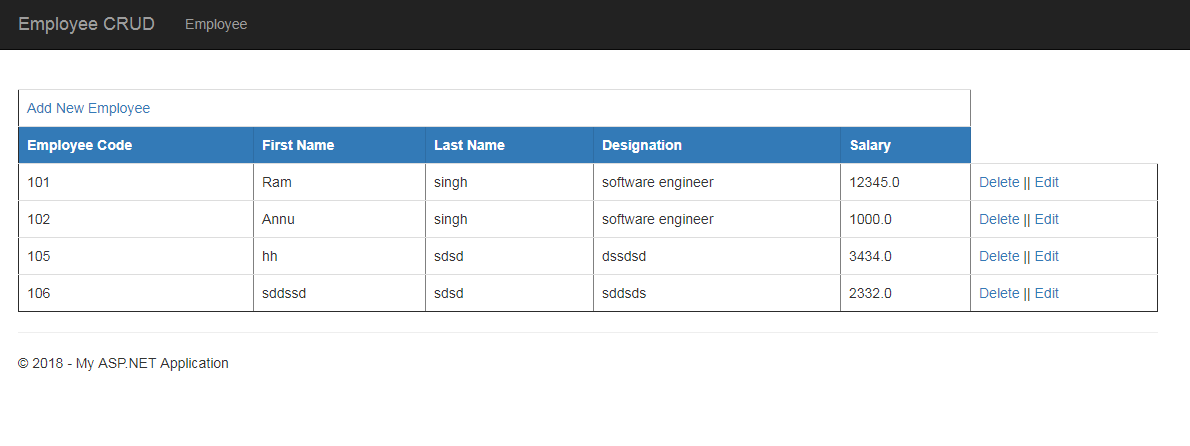 Employee CRUD Employee
Add New Employee
Employee Code First Name Last Name Designation Salary
101 Ram singh software engineer 12345.0 Delete || Edit
102 Annu singh software engineer 1000.0 Delete || Edit
105 hh sdsd dssdsd 3434.0 Delete || Edit
106 sddssd sdsd sddsds 2332.0 Delete || Edit
© 2018 - My ASP.NET Application